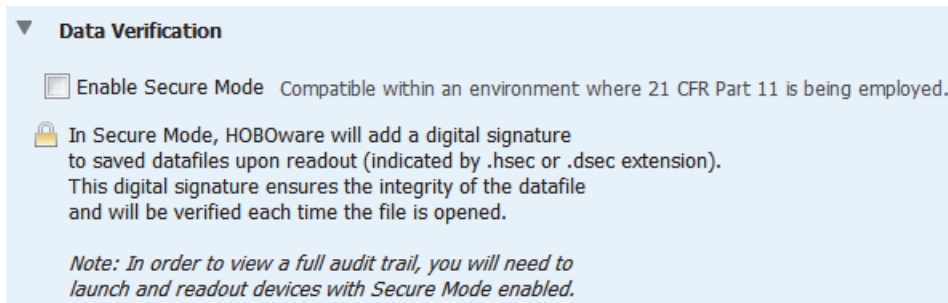 Data Verification
Enable Secure Mode Compatible within an environment where 21 CFR Part 11 is being employed.
In Secure Mode, HOBOware will add a digital signature
to saved datafiles upon readout (indicated by .hsec or .dsec extension).
This digital signature ensures the integrity of the datafile
and will be verified each time the file is opened.
Note: In order to view a full audit trail, you will need to
launch and readout devices with Secure Mode enabled.